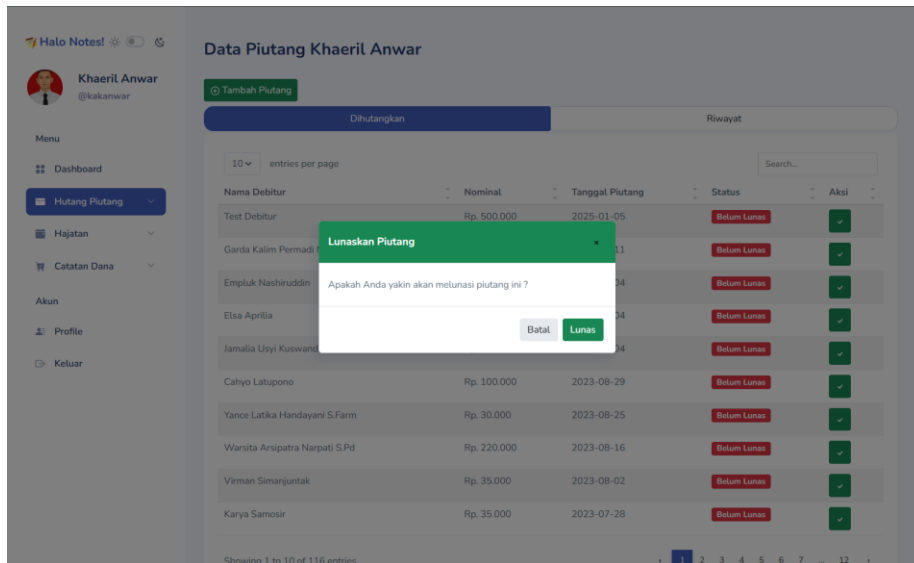 Halo Notes!
Khaeril Anwar
@kakanwar
Menu
Dashboard
Hutang Piutang
Hajatan
Catatan Dana
Akun
Profile
Keluar
Data Piutang Khaeril Anwar
Tambah Piutang
Dihutangkan Riwayat
10 entries per page Search...
Nama Debitur Nominal Tanggal Piutang Status Aksi
Test Debitur Rp. 500.000 2025-01-05 Belum Lunas
Garda Kalim Permadi 11 Belum Lunas
Empluk Nashiruddin 04 Belum Lunas
Elsa Aprilia 04 Belum Lunas
Jamalia Usyi Kuswand 04 Belum Lunas
Lunaskan Piutang x
Apakah Anda yakin akan melunasi piutang ini ?
Batal Lunas
Cahyo Latupono Rp. 100.000 2023-08-29 Belum Lunas
Yance Latika Handayani S.Farm Rp. 30.000 2023-08-25 Belum Lunas
Warsita Arsipatra Narpati S.Pd Rp. 220.000 2023-08-16 Belum Lunas
Virman Simanjuntak Rp. 35.000 2023-08-02 Belum Lunas
Karya Samosir Rp. 35.000 2023-07-28 Belum Lunas
Showing 1 to 10 of 116 entries ‹ 1 2 3 4 5 6 7 … 12 ›